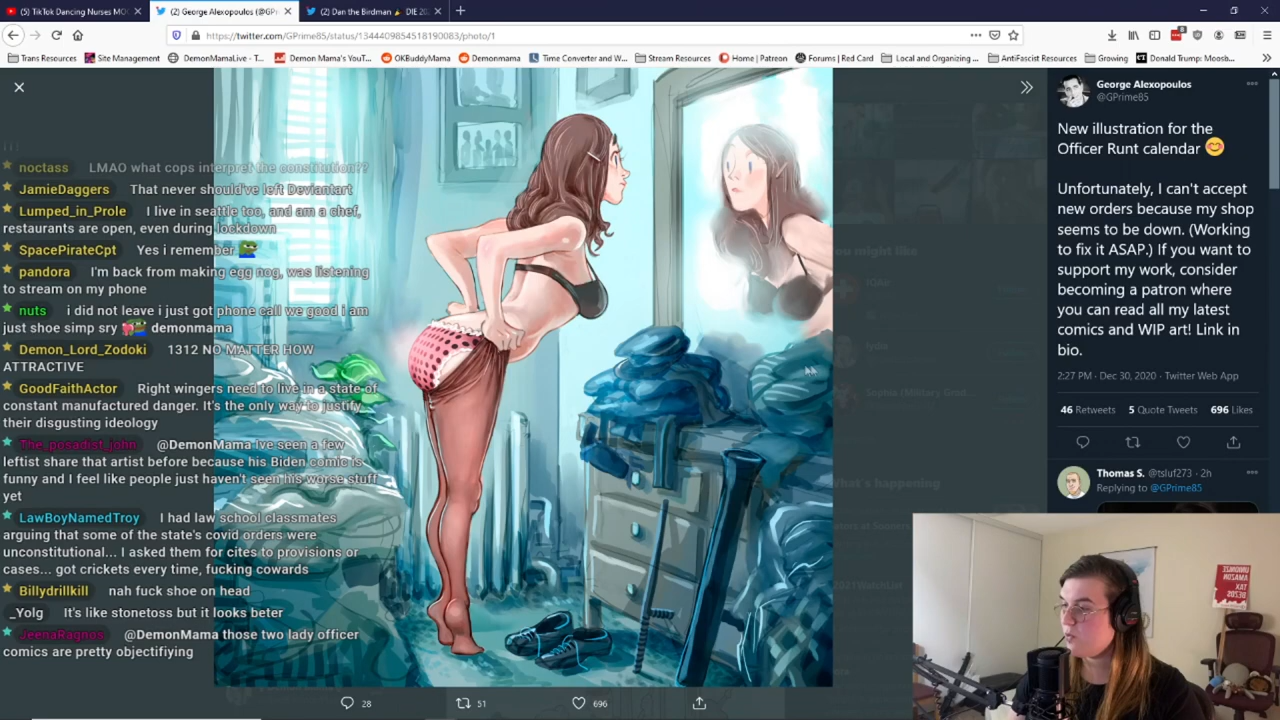 (5) TikTok Dancing Nurses MO
(2) George Alexopoulos (@GP
(2) Dan the Birdman DIE 202
https://twitter.com/GPrime85/status/1344409854518190083/photo/1
Trans Resources
Site Management
DemonMamaLive - T...
Demon Mama's YouT...
OKBuddyMama
Demonmama
Time Converter and W...
Stream Resources
Home | Patreon
Forums | Red Card
Local and Organizing ...
AntiFascist Resources
Growing
Donald Trump: Moosb...
noctass LMAO what cops interpret the constitution??
JamieDaggers That never should've left Deviantart
Lumped_in_Prole I live in seattle too, and am a chef,
restaurants are open, even during lockdown
SpacePirateCpt Yes i remember
pandora I'm back from making egg nog, was listening
to stream on my phone
nuts i did not leave i just got phone call we good i am
just shoe simp sry demonmama
Demon_Lord_Zodoki 1312 NO MATTER HOW
ATTRACTIVE
GoodFaithActor Right wingers need to live in a state of
constant manufactured danger. It's the only way to justify
their disgusting ideology
The_posadist_john @DemonMama ive seen a few
leftist share that artist before because his Biden comic is
funny and I feel like people just haven't seen his worse stuff
yet
LawBoyNamedTroy I had law school classmates
arguing that some of the state's covid orders were
unconstitutional... I asked them for cites to provisions or
cases... got crickets every time, fucking cowards
Billydrillkill nah fuck shoe on head
_Yolg It's like stonetoss but it looks beter
JeenaRagnos @DemonMama those two lady officer
comics are pretty objectifiying
28
51
696
George Alexopoulos
@GPrime85
New illustration for the
Officer Runt calendar
Unfortunately, I can't accept
new orders because my shop
seems to be down. (Working
to fix it ASAP.) If you want to
support my work, consider
becoming a patron where
you can read all my latest
comics and WIP art! Link in
bio.
2:27 PM · Dec 30, 2020 · Twitter Web App
46 Retweets 5 Quote Tweets 696 Likes
Thomas S. @tsluf273 · 2h
Replying to @GPrime85